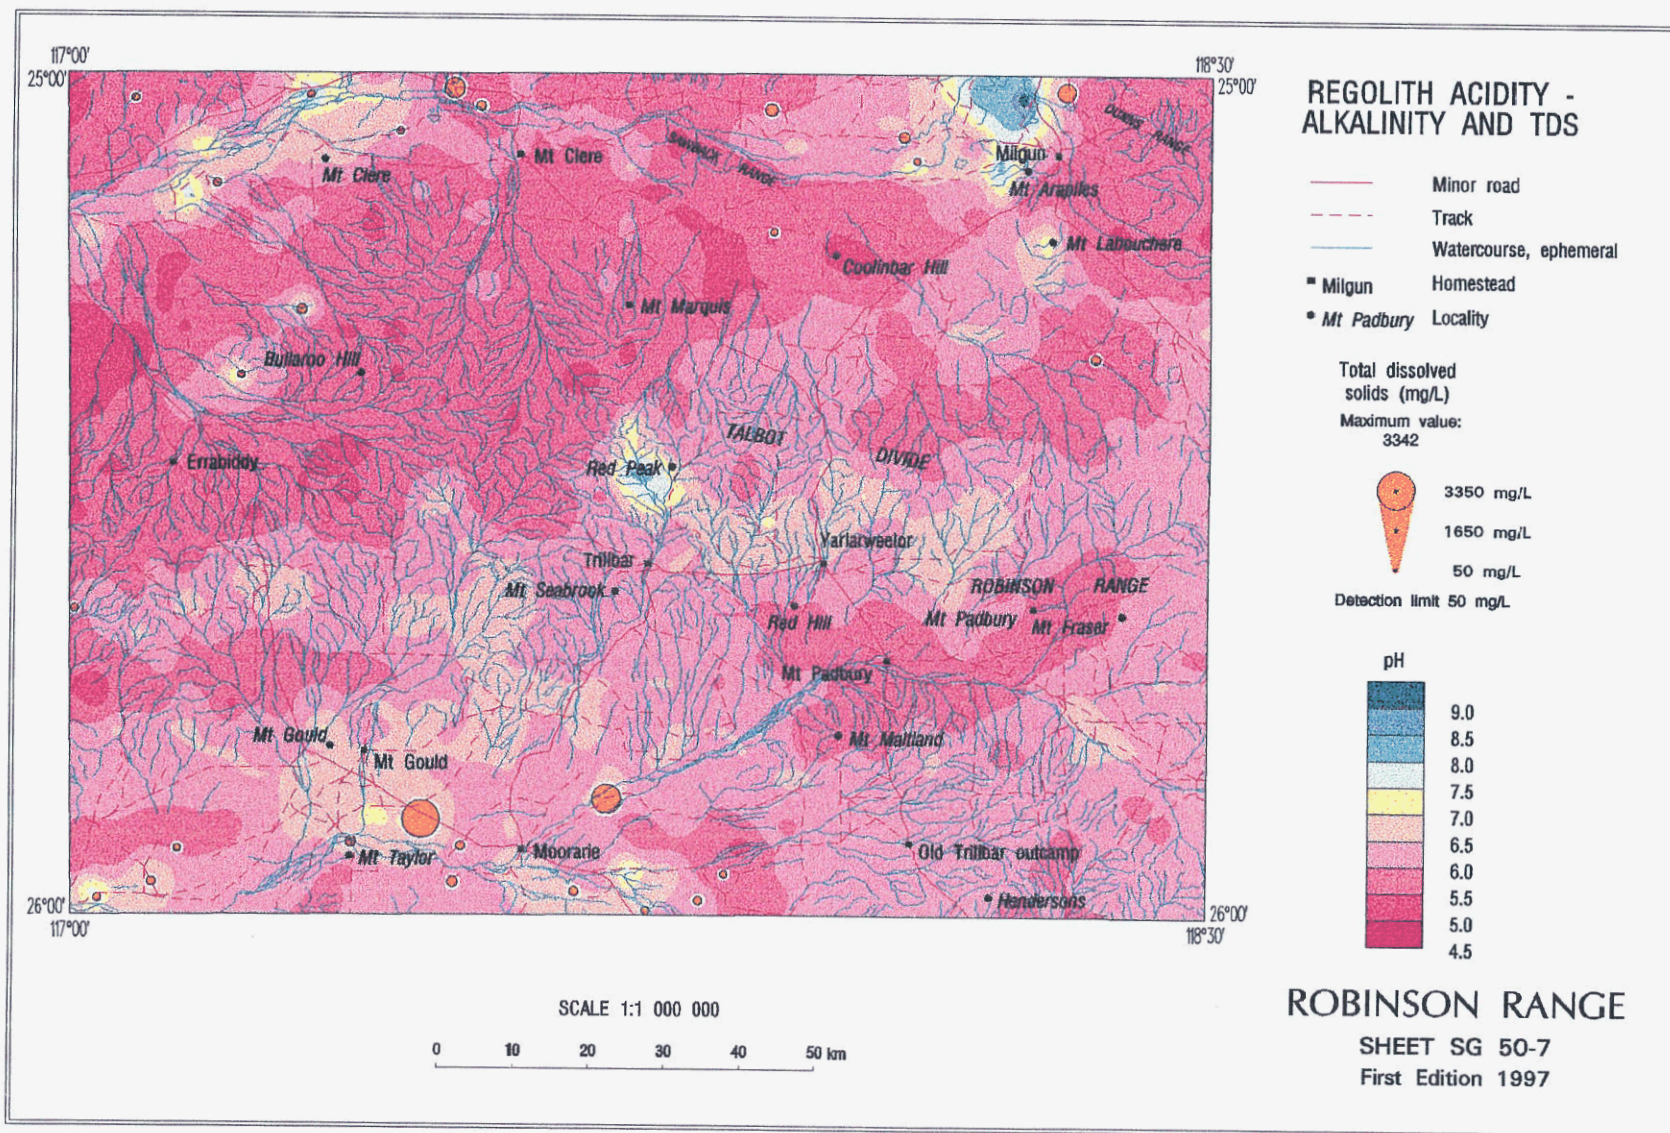 117°00'
25°00'
118°30'
25°00'
Mt Clere
Mt Clere
SAWBACK RANGE
DUNNS RANGE
Milgun
Mt Arapiles
Mt Labouchere
Coolinbar Hill
Mt Marquis
Bullaroo Hill
Errabiddy
TALBOT
DIVIDE
Red Peak
Yarlarweelor
Trillbar
Mt Seabrook
ROBINSON RANGE
Red Hill
Mt Padbury
Mt Fraser
Mt Padbury
Mt Gould
Mt Gould
Mt Maitland
Mt Taylor
Moorarie
Old Trillbar outcamp
Hendersons
26°00'
117°00'
26°00'
118°30'
REGOLITH ACIDITY -
ALKALINITY AND TDS
Minor road
Track
Watercourse, ephemeral
Milgun Homestead
Mt Padbury Locality
Total dissolved
solids (mg/L)
Maximum value:
3342
3350 mg/L
1650 mg/L
50 mg/L
Detection limit 50 mg/L
pH
9.0
8.5
8.0
7.5
7.0
6.5
6.0
5.5
5.0
4.5
SCALE 1:1 000 000
0 10 20 30 40 50 km
ROBINSON RANGE
SHEET SG 50-7
First Edition 1997